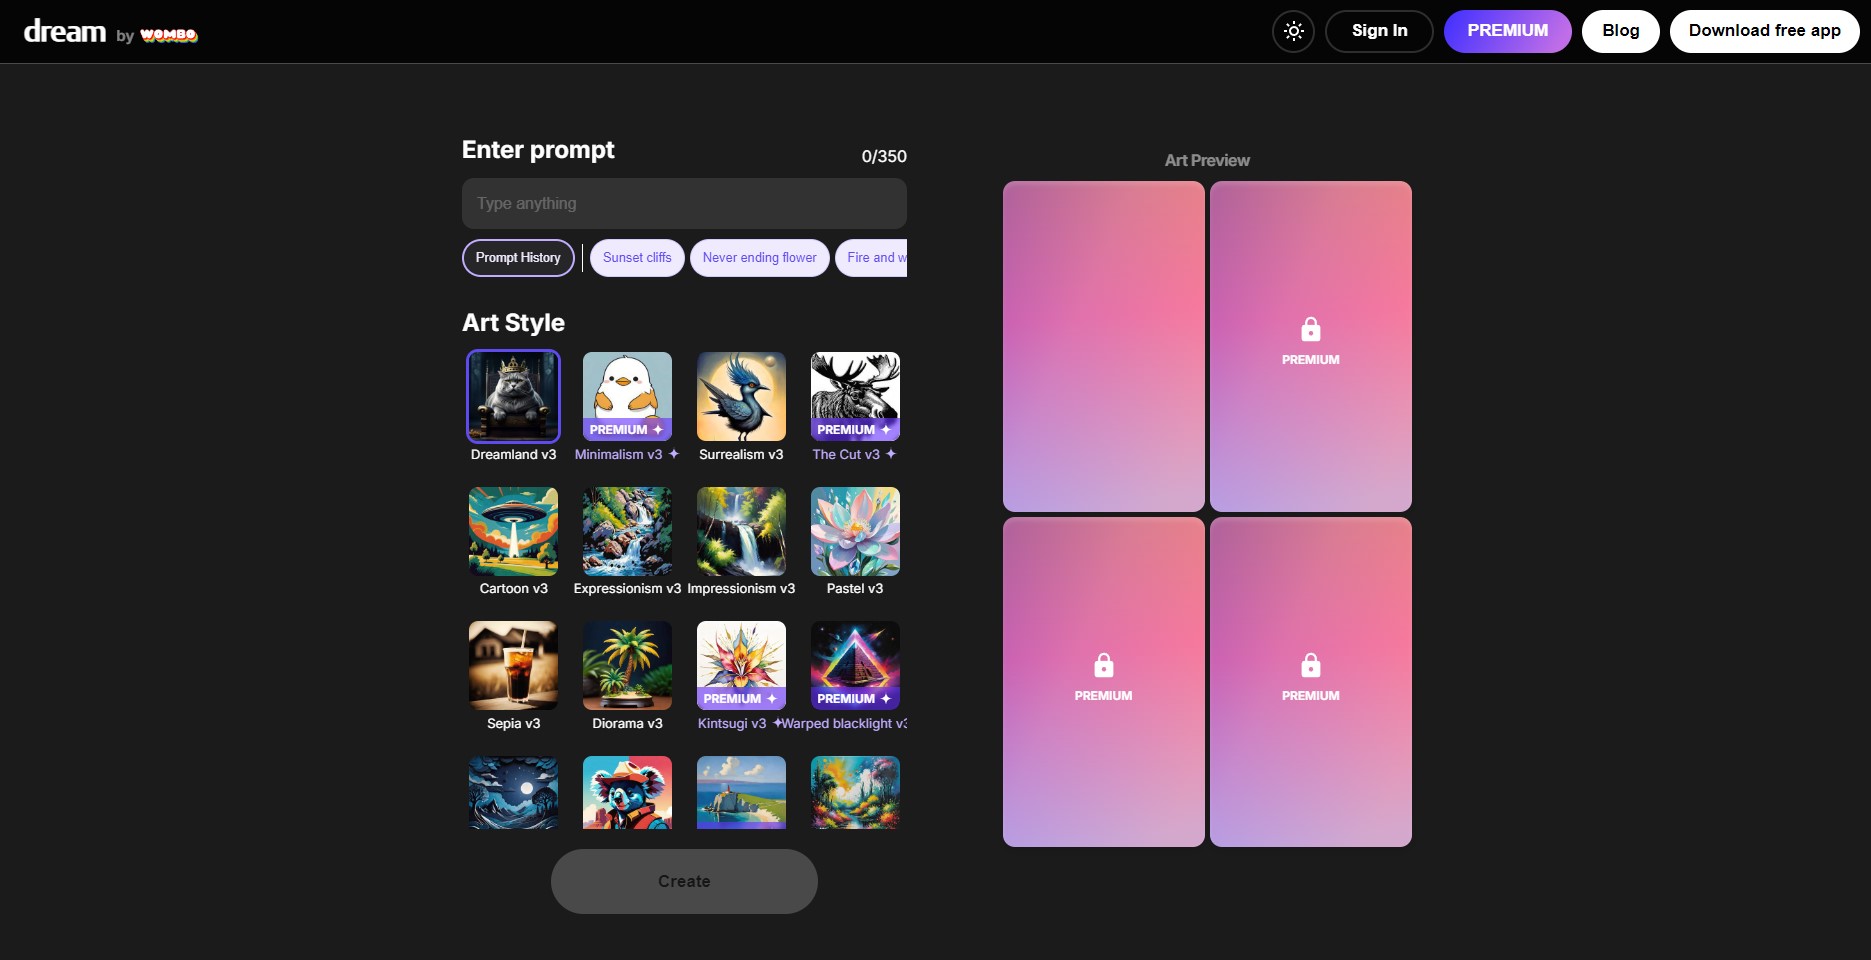 dream by WOMBO
Sign In
PREMIUM
Blog
Download free app
Enter prompt
0/350
Type anything
Prompt History
Sunset cliffs
Never ending flower
Fire and w
Art Style
PREMIUM
PREMIUM
Dreamland v3
Minimalism v3
Surrealism v3
The Cut v3
Cartoon v3
Expressionism v3
Impressionism v3
Pastel v3
PREMIUM
PREMIUM
Sepia v3
Diorama v3
Kintsugi v3
Warped blacklight v3
Create
Art Preview
PREMIUM
PREMIUM
PREMIUM